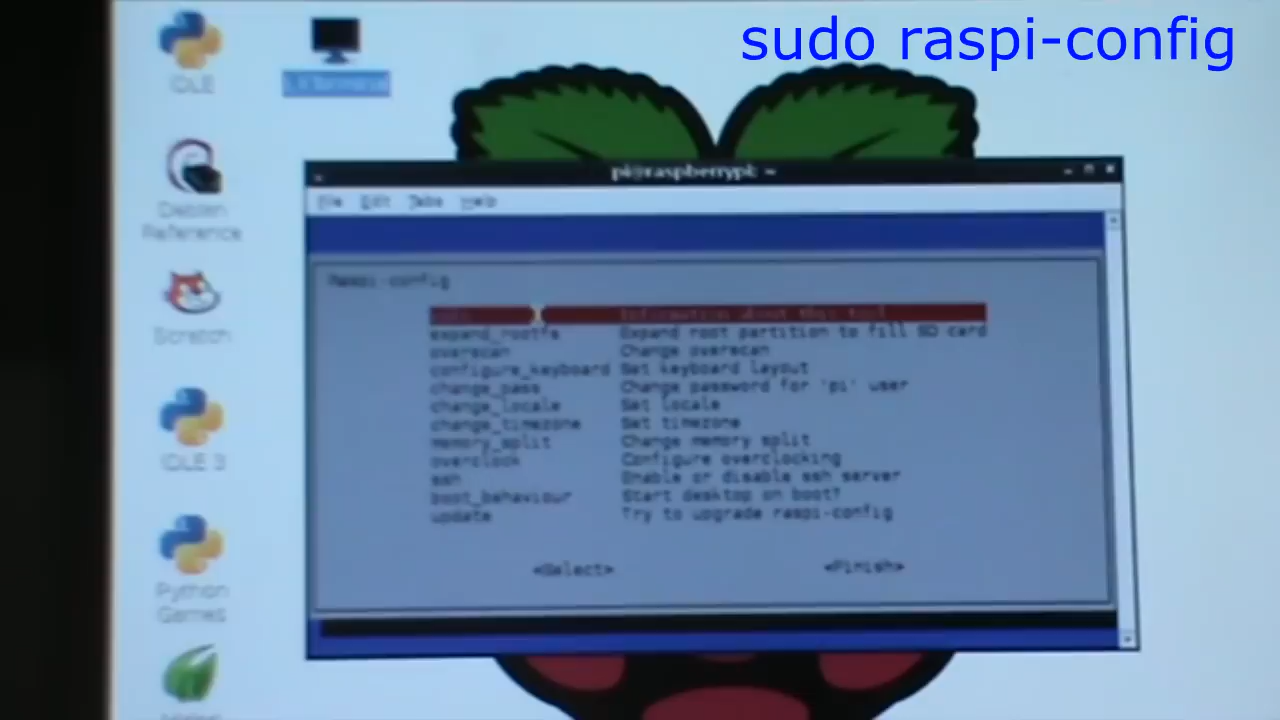 sudo raspi-config
IDLE
LXTerminal
Debian
Reference
Scratch
IDLE 3
Python
Games
pi@raspberrypi: ~
File Edit Tabs Help
Raspi-config
info Information about this tool
expand_rootfs Expand root partition to fill SD card
overscan Change overscan
configure_keyboard Set keyboard layout
change_pass Change password for 'pi' user
change_locale Set locale
change_timezone Set timezone
memory_split Change memory split
overclock Configure overclocking
ssh Enable or disable ssh server
boot_behaviour Start desktop on boot?
update Try to upgrade raspi-config
<Select> <Finish>